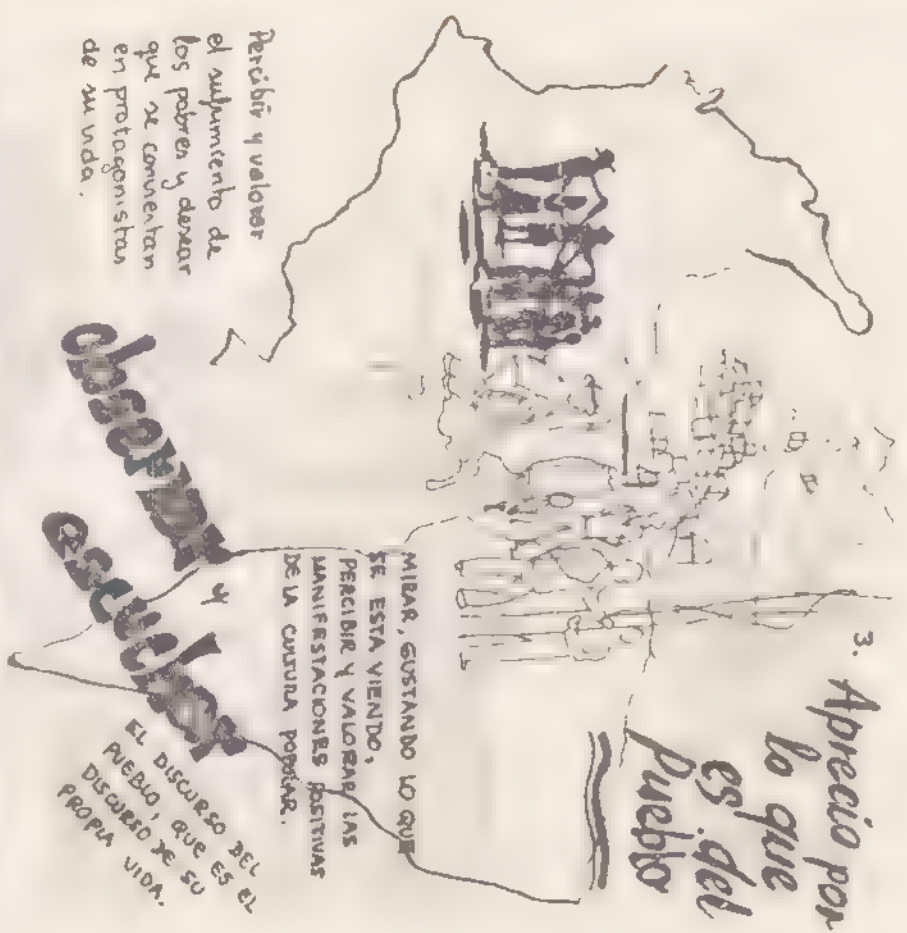 3. Aprecio por
lo que
es del
Pueblo
Percibir y valorar
el sufrimiento de
los pobres y desear
que se conviertan
en protagonistas
de su vida.
MIRAR, GUSTANDO LO QUE
SE ESTA VIENDO,
PERCIBIR Y VALORAR LAS
MANIFESTACIONES POSITIVAS
DE LA CULTURA POPULAR.
observar y
escuchar
EL DISCURSO DEL
PUEBLO, QUE ES EL
DISCURSO DE SU
PROPIA VIDA.